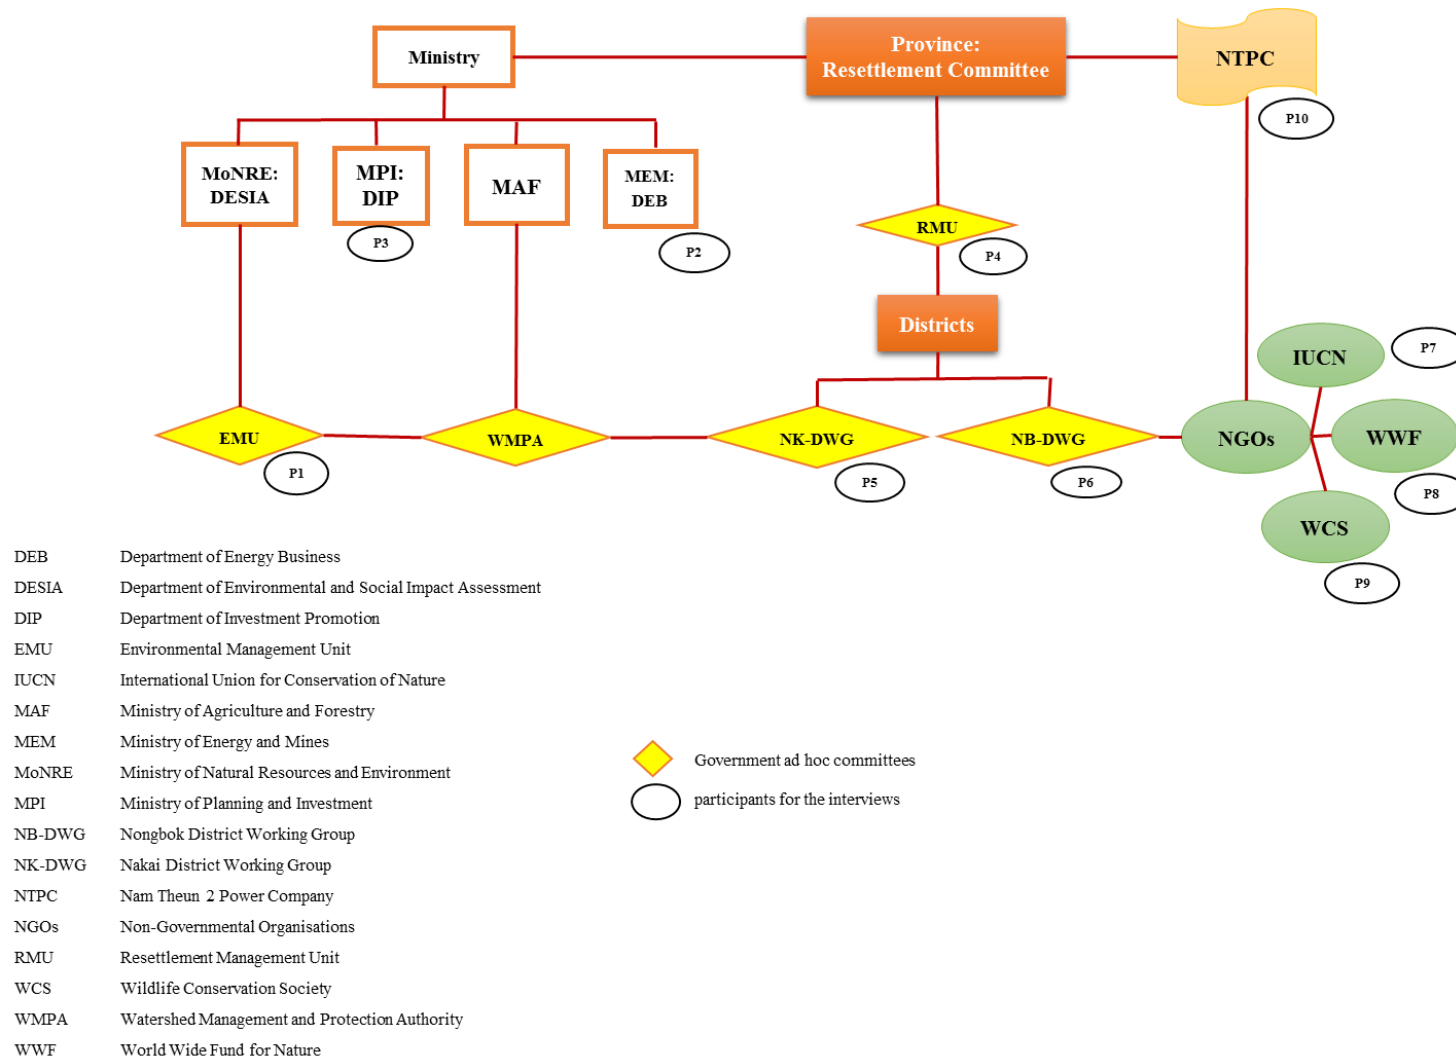 Ministry
Province:
Resettlement Committee
NTPC
P10
MoNRE:
DESIA
MPI:
DIP
MAF
MEM:
DEB
P3
P2
RMU
P4
Districts
IUCN
P7
EMU
WMPA
NK-DWG
NB-DWG
NGOs
WWF
P1
P5
P6
P8
WCS
P9
DEB Department of Energy Business
DESIA Department of Environmental and Social Impact Assessment
DIP Department of Investment Promotion
EMU Environmental Management Unit
IUCN International Union for Conservation of Nature
MAF Ministry of Agriculture and Forestry
MEM Ministry of Energy and Mines
MoNRE Ministry of Natural Resources and Environment
MPI Ministry of Planning and Investment
NB-DWG Nongbok District Working Group
NK-DWG Nakai District Working Group
NTPC Nam Theun 2 Power Company
NGOs Non-Governmental Organisations
RMU Resettlement Management Unit
WCS Wildlife Conservation Society
WMPA Watershed Management and Protection Authority
WWF World Wide Fund for Nature
Government ad hoc committees
participants for the interviews